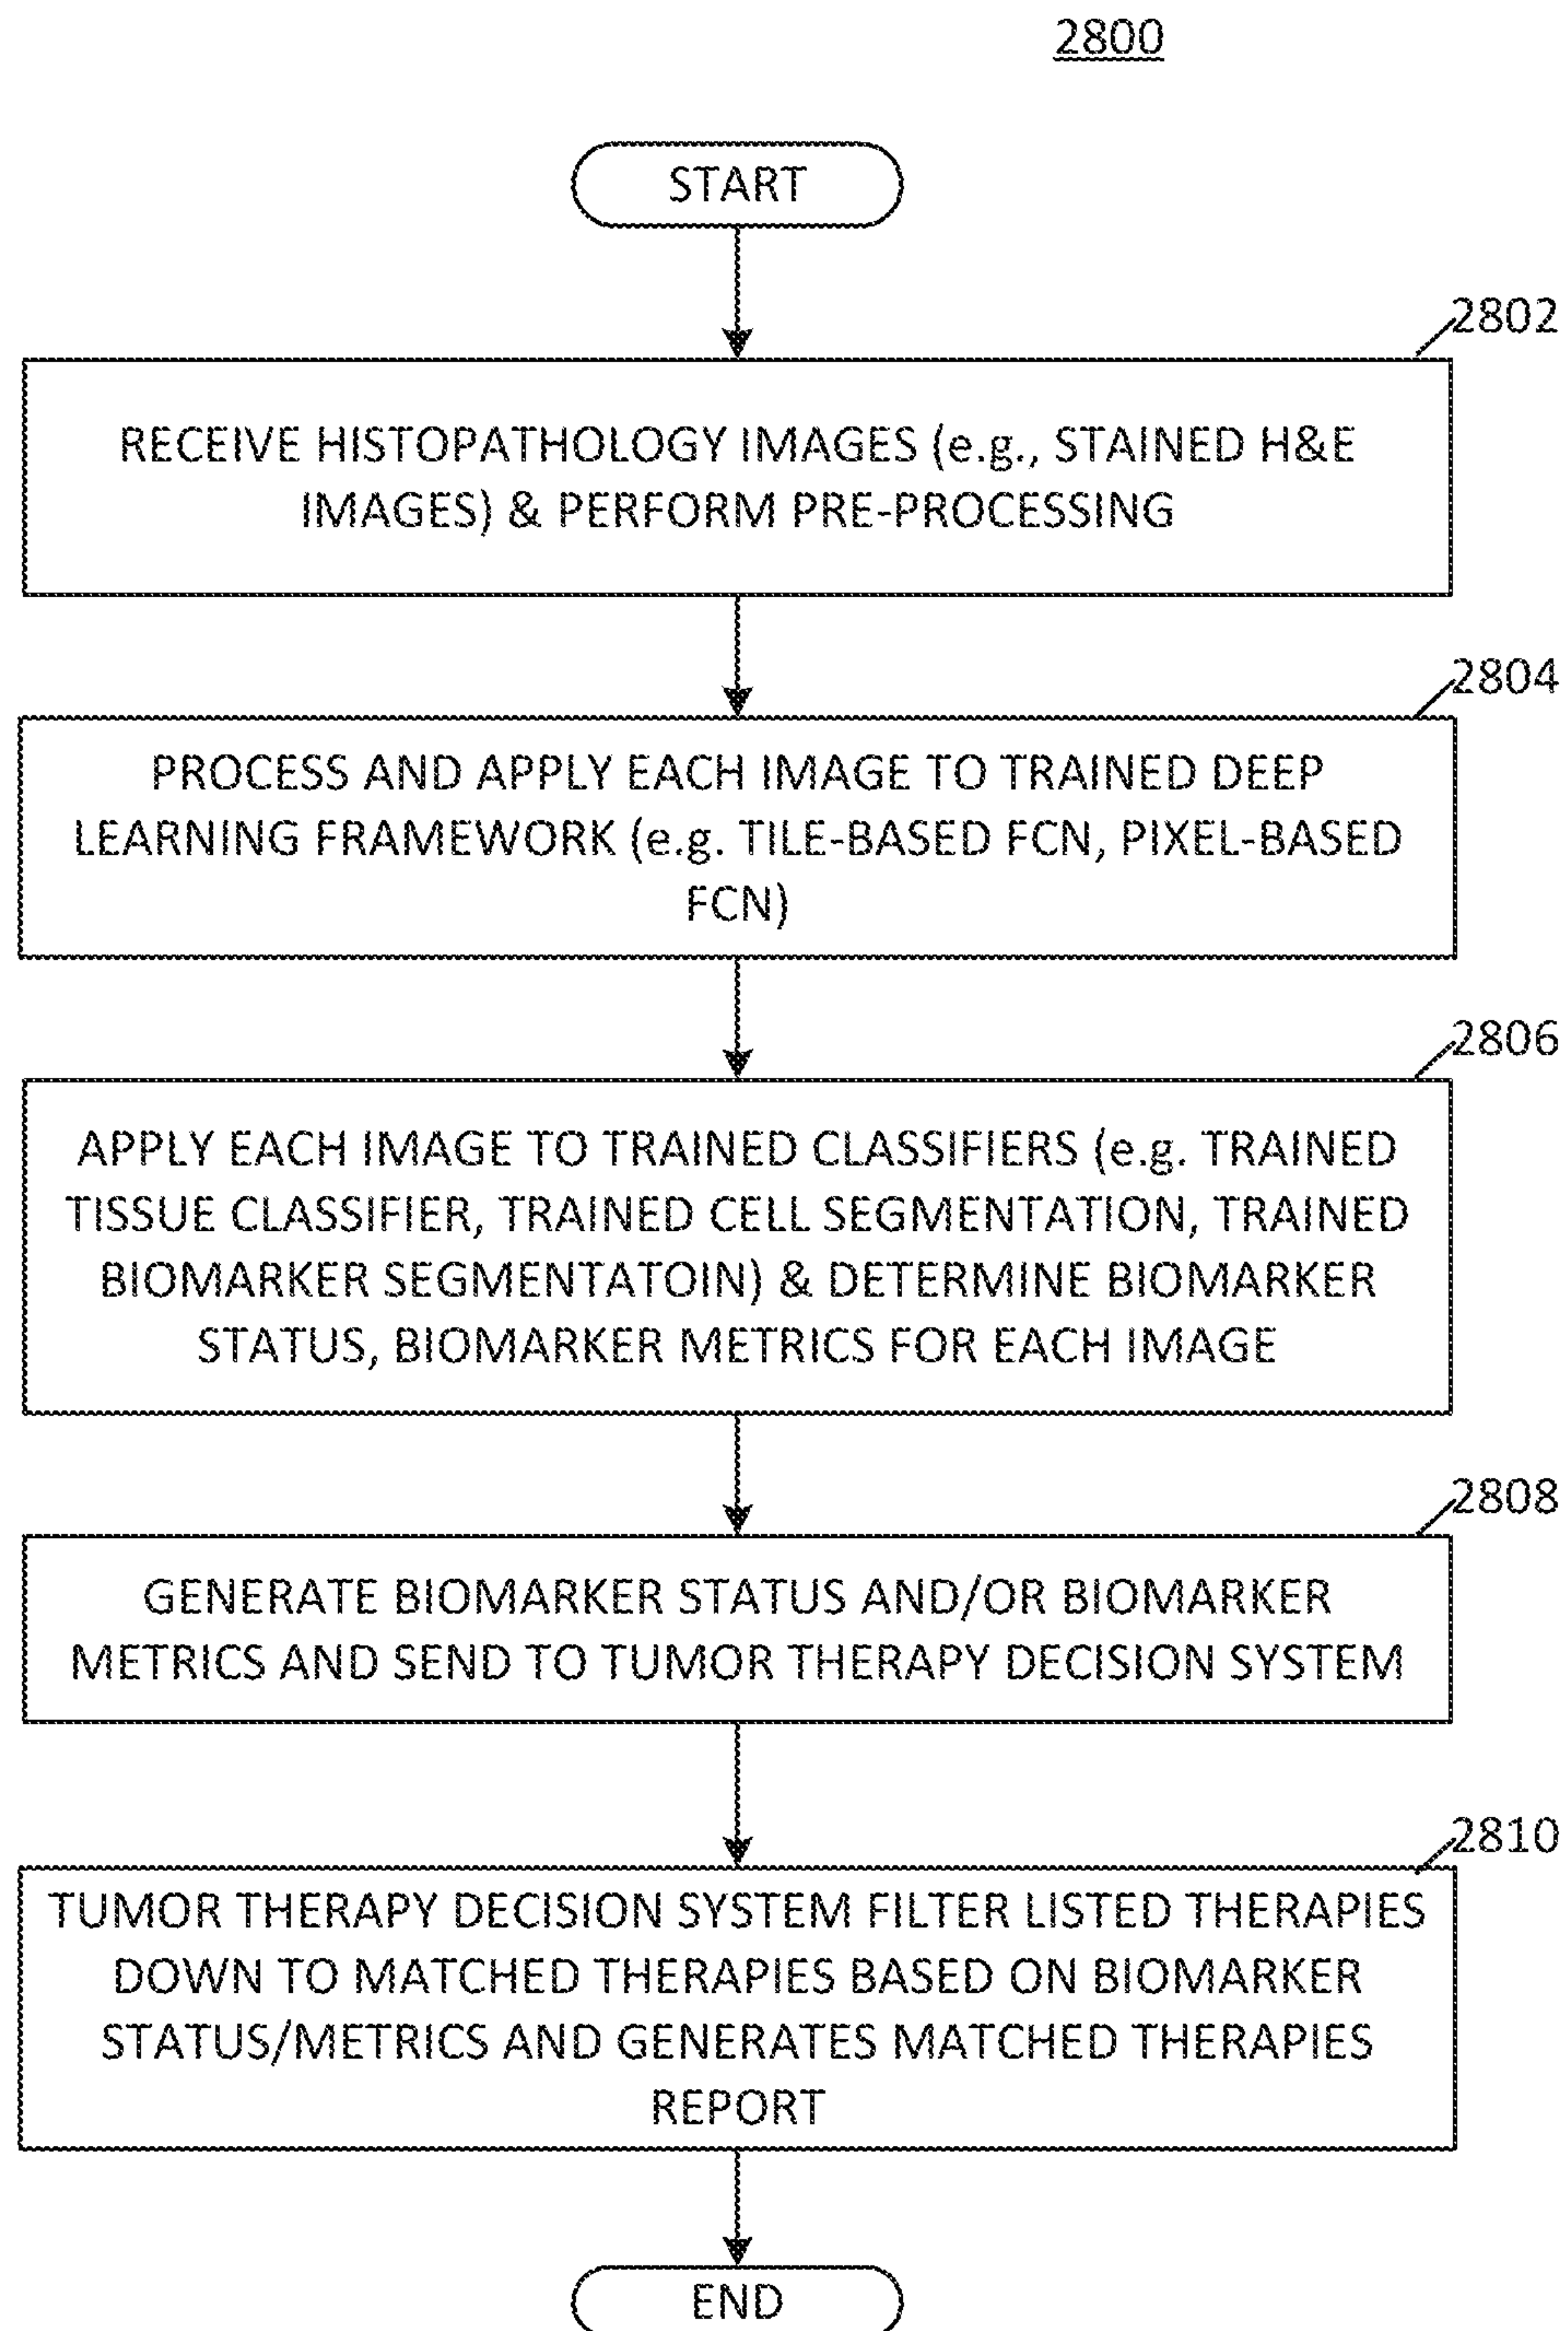 2800
START
2802
RECEIVE HISTOPATHOLOGY IMAGES (e.g., STAINED H&E
IMAGES) & PERFORM PRE-PROCESSING
2804
PROCESS AND APPLY EACH IMAGE TO TRAINED DEEP
LEARNING FRAMEWORK (e.g. TILE-BASED FCN, PIXEL-BASED
FCN)
2806
APPLY EACH IMAGE TO TRAINED CLASSIFIERS (e.g. TRAINED
TISSUE CLASSIFIER, TRAINED CELL SEGMENTATION, TRAINED
BIOMARKER SEGMENTATOIN) & DETERMINE BIOMARKER
STATUS, BIOMARKER METRICS FOR EACH IMAGE
2808
GENERATE BIOMARKER STATUS AND/OR BIOMARKER
METRICS AND SEND TO TUMOR THERAPY DECISION SYSTEM
2810
TUMOR THERAPY DECISION SYSTEM FILTER LISTED THERAPIES
DOWN TO MATCHED THERAPIES BASED ON BIOMARKER
STATUS/METRICS AND GENERATES MATCHED THERAPIES
REPORT
END